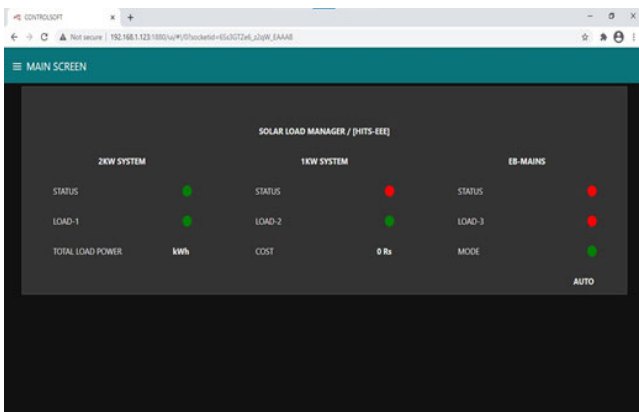 CONTROLSOFT
Not secure | 192.168.1.123:1880/ui/#!/0?socketid=6Sc3GTZe6_z2qW_EAAAB
MAIN SCREEN
SOLAR LOAD MANAGER / [HITS-EEE]
2KW SYSTEM 1KW SYSTEM EB-MAINS
STATUS STATUS STATUS
LOAD-1 LOAD-2 LOAD-3
TOTAL LOAD POWER kWh COST 0 Rs MODE
AUTO